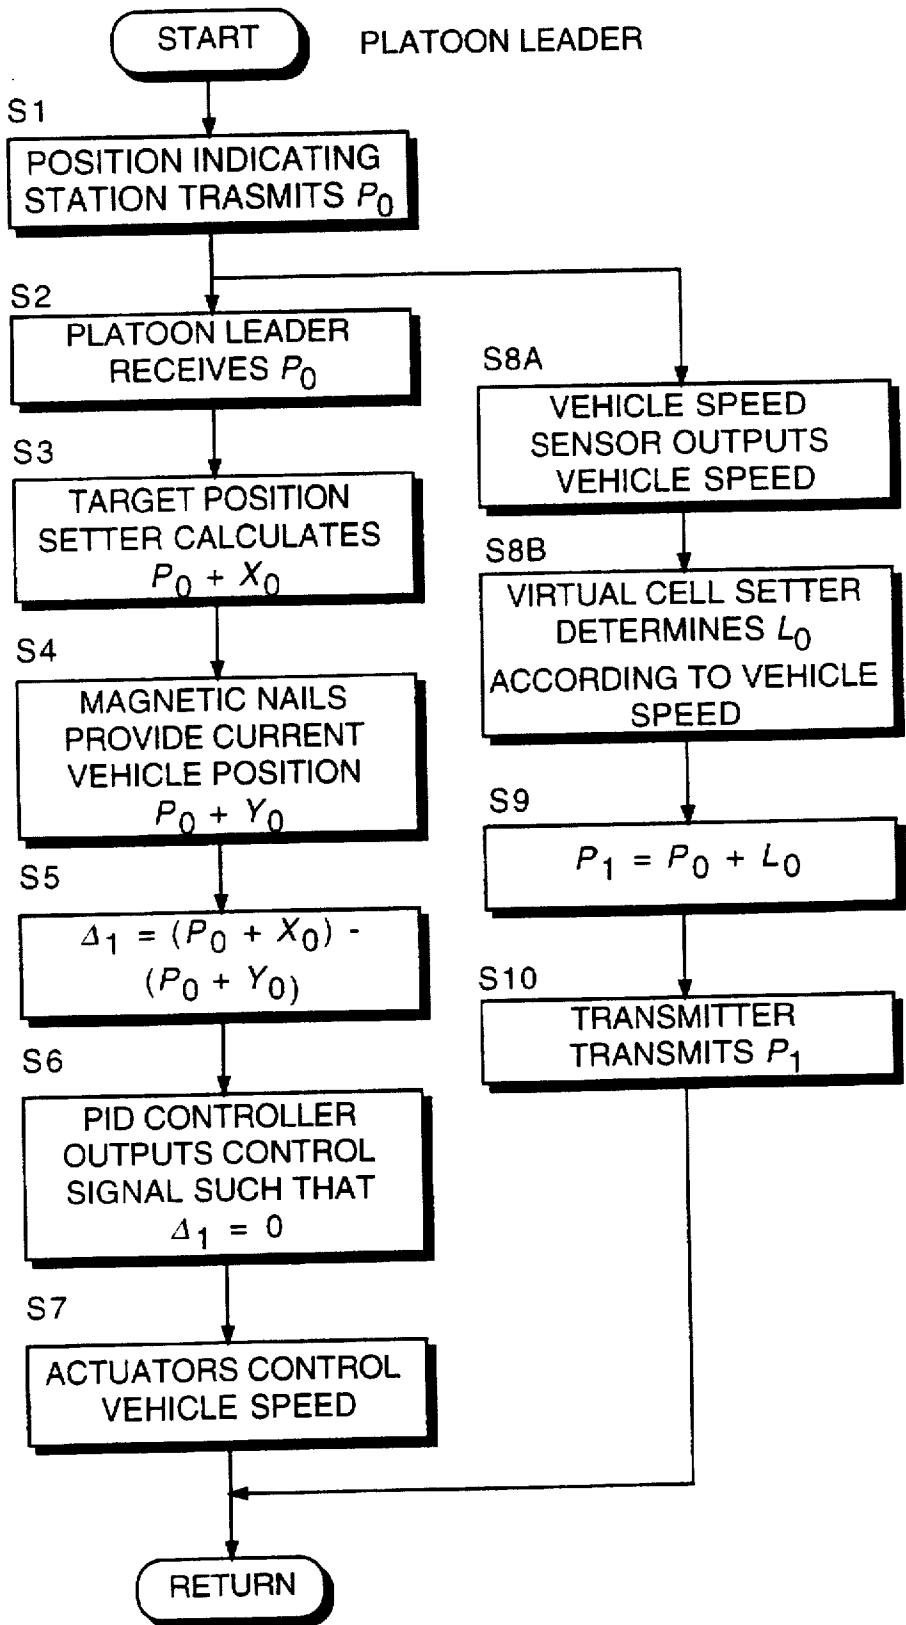 START
PLATOON LEADER
S1
POSITION INDICATING
STATION TRASMITS P0
S2
PLATOON LEADER
RECEIVES P0
S3
TARGET POSITION
SETTER CALCULATES
P0 + X0
S4
MAGNETIC NAILS
PROVIDE CURRENT
VEHICLE POSITION
P0 + Y0
S5
Δ1 = (P0 + X0) -
(P0 + Y0)
S6
PID CONTROLLER
OUTPUTS CONTROL
SIGNAL SUCH THAT
Δ1 = 0
S7
ACTUATORS CONTROL
VEHICLE SPEED
S8A
VEHICLE SPEED
SENSOR OUTPUTS
VEHICLE SPEED
S8B
VIRTUAL CELL SETTER
DETERMINES L0
ACCORDING TO VEHICLE
SPEED
S9
P1 = P0 + L0
S10
TRANSMITTER
TRANSMITS P1
RETURN